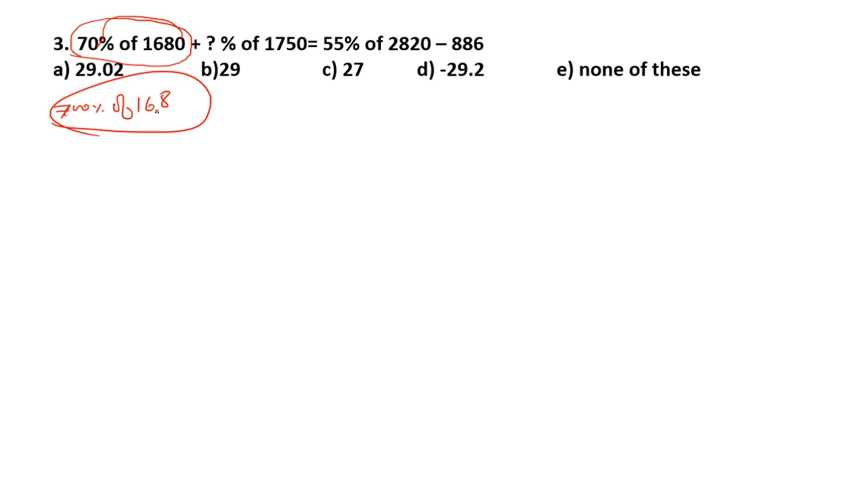 3. 70% of 1680 + ? % of 1750= 55% of 2820 – 886
a) 29.02 b)29 c) 27 d) -29.2 e) none of these
700% of 16.8